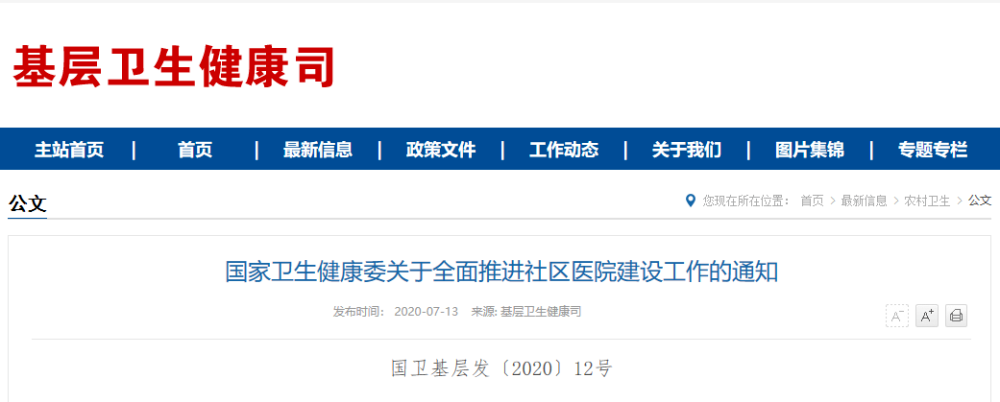 基层卫生健康司
主站首页 | 首页 | 最新信息 | 政策文件 | 工作动态 | 关于我们 | 图片集锦 | 专题专栏
公文 您现在所在位置： 首页 > 最新信息 > 农村卫生 > 公文
国家卫生健康委关于全面推进社区医院建设工作的通知
发布时间： 2020-07-13 来源: 基层卫生健康司 A- A+
国卫基层发〔2020〕12号